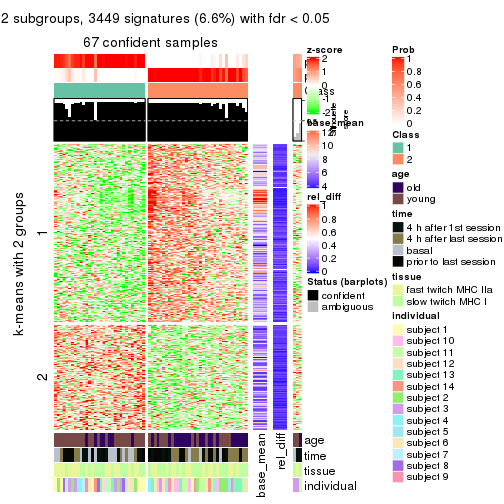 2 subgroups, 3449 signatures (6.6%) with fdr < 0.05
67 confident samples
k-means with 2 groups
1
2
base_mean
rel_diff
age
time
tissue
individual
z-score
2
1
0
-1
-2
base_mean
12
10
8
6
4
rel_diff
1
0.8
0.6
0.4
0.2
0
Status (barplots)
confident
ambiguous
Prob
1
0.8
0.6
0.4
0.2
0
Class
1
2
age
old
young
time
4 h after 1st session
4 h after last session
basal
prior to last session
tissue
fast twitch MHC IIa
slow twitch MHC I
individual
subject 1
subject 10
subject 11
subject 12
subject 13
subject 14
subject 2
subject 3
subject 4
subject 5
subject 6
subject 7
subject 8
subject 9